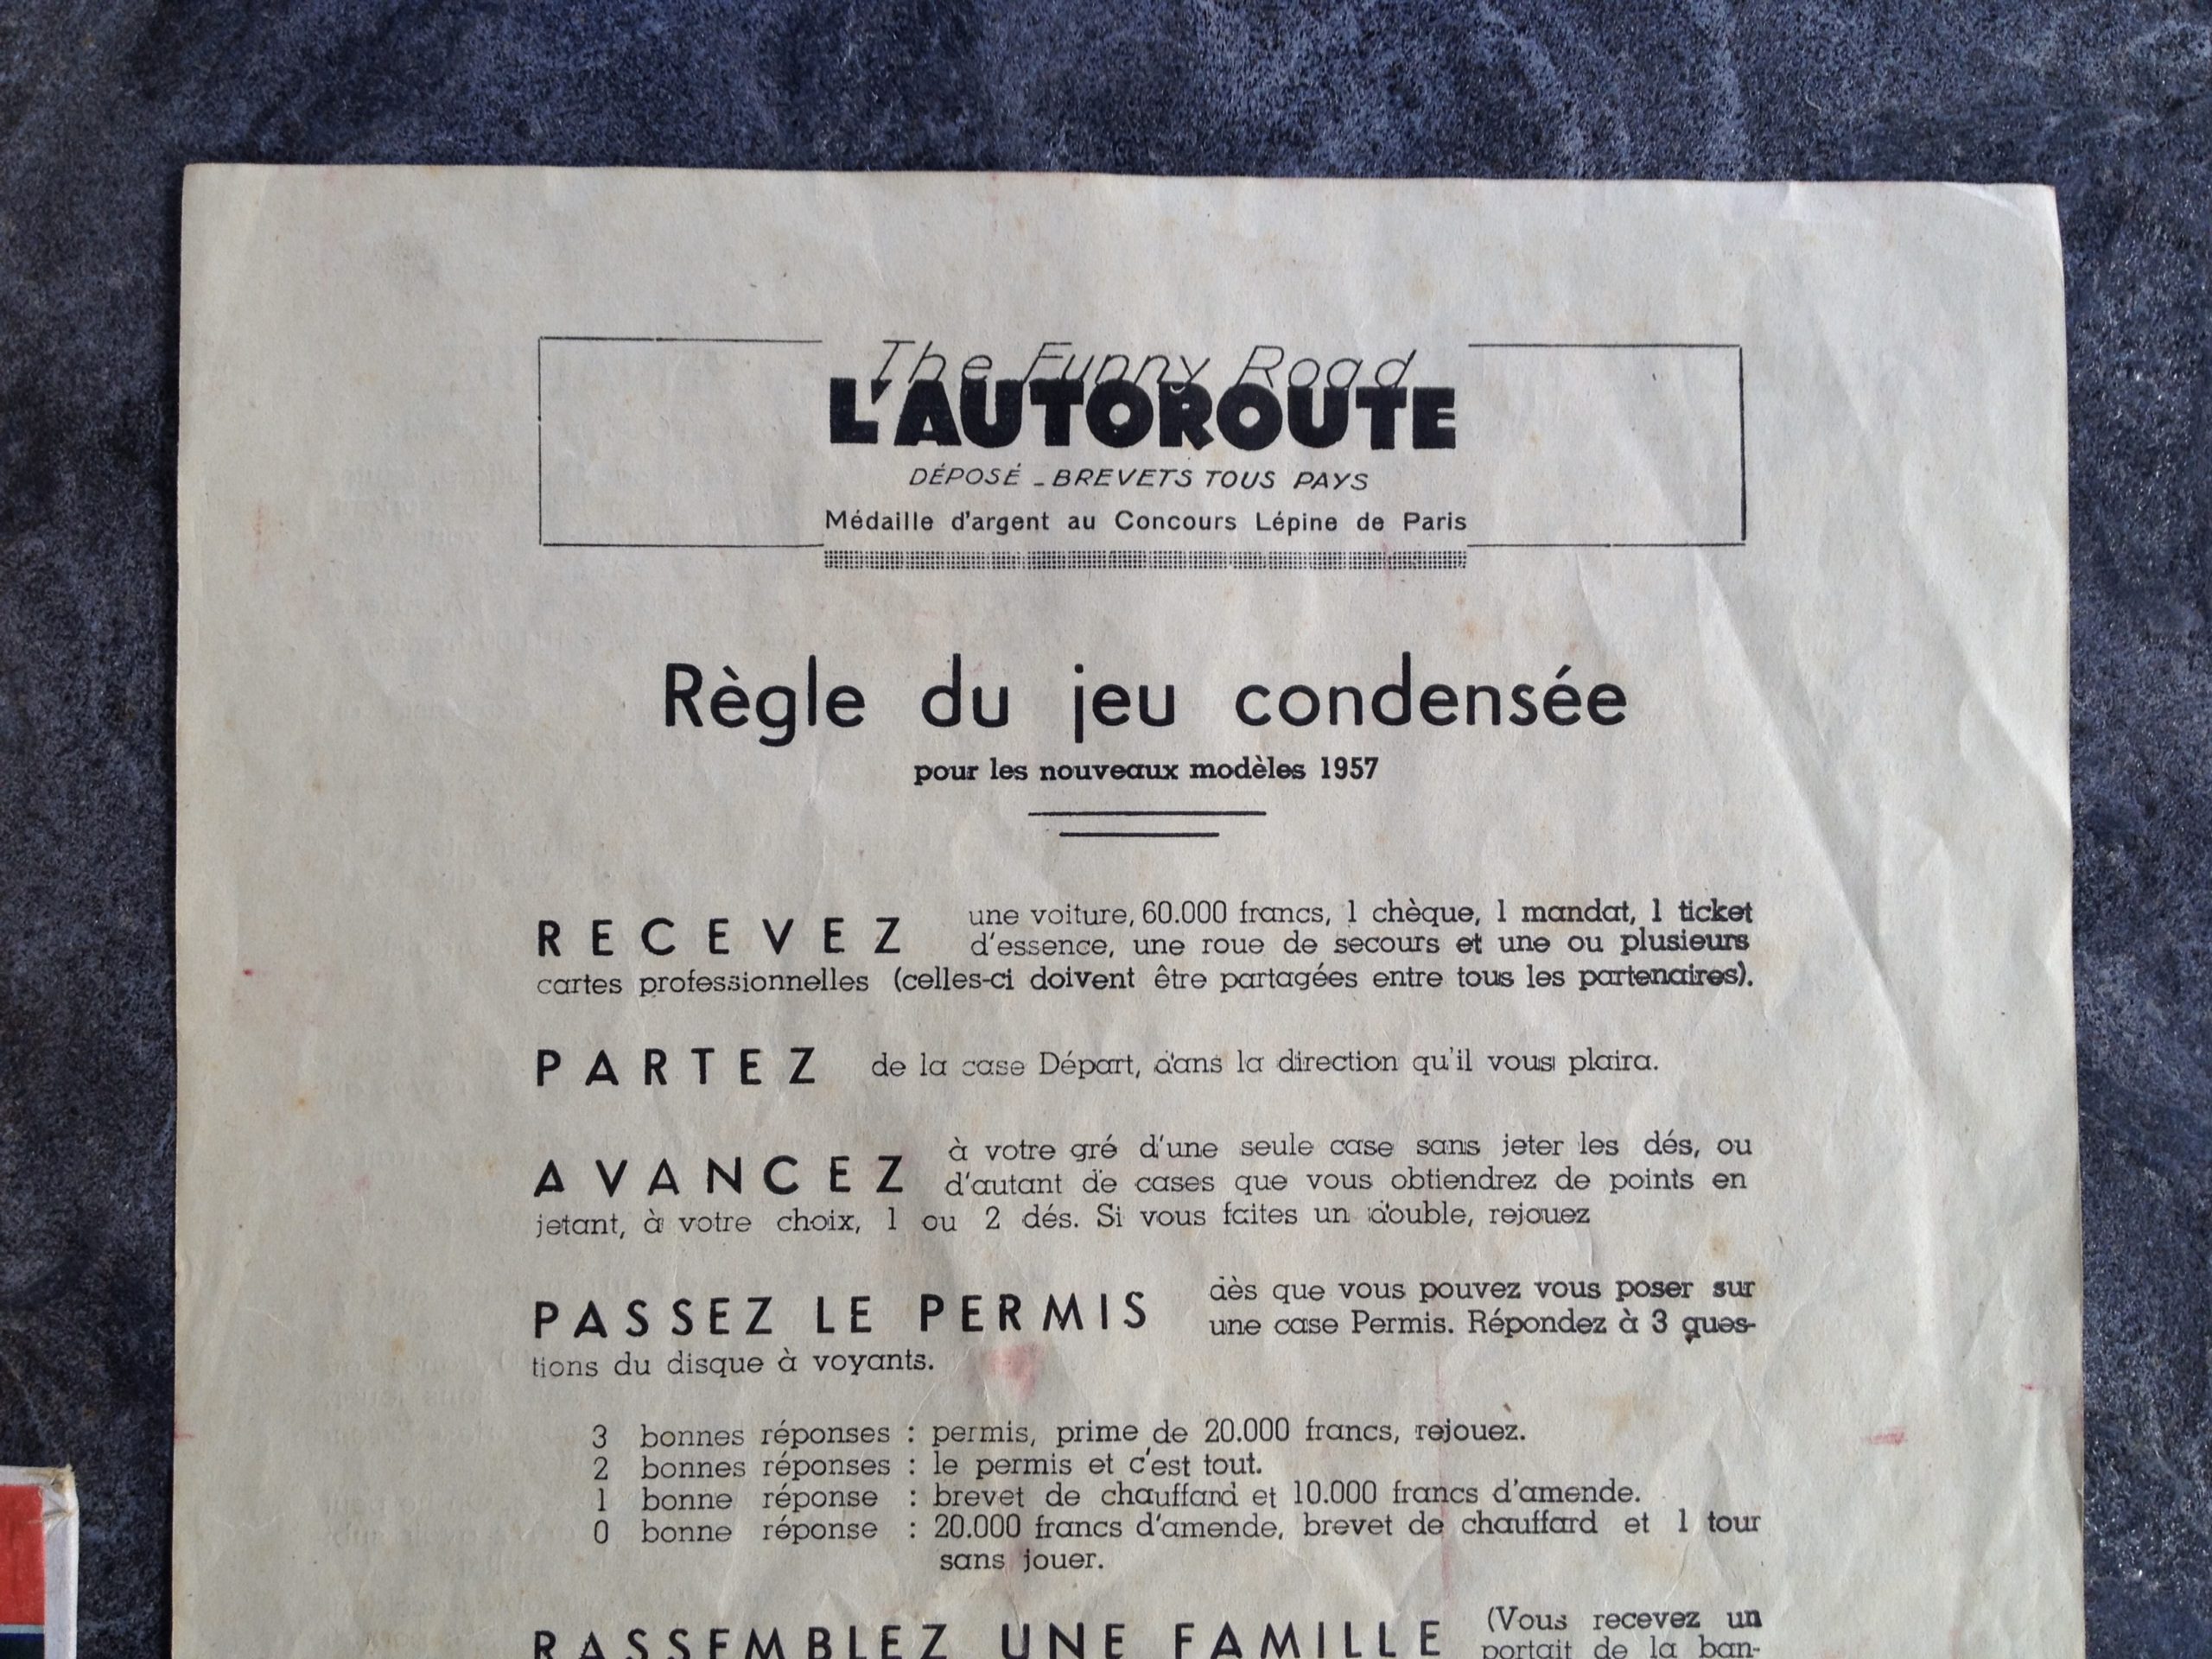 The Funny Road
L'AUTOROUTE
DÉPOSÉ - BREVETS TOUS PAYS
Médaille d'argent au Concours Lépine de Paris
Règle du jeu condensée
pour les nouveaux modèles 1957
RECEVEZ une voiture, 60.000 francs, 1 chèque, 1 mandat, 1 ticket
d'essence, une roue de secours et une ou plusieurs
cartes professionnelles (celles-ci doivent être partagées entre tous les partenaires).
PARTEZ de la case Départ, dans la direction qu'il vous plaira.
AVANCEZ à votre gré d'une seule case sans jeter les dés, ou
d'autant de cases que vous obtiendrez de points en
jetant, à votre choix, 1 ou 2 dés. Si vous faites un double, rejouez
PASSEZ LE PERMIS dès que vous pouvez vous poser sur
une case Permis. Répondez à 3 ques-
tions du disque à voyants.
3 bonnes réponses : permis, prime de 20.000 francs, rejouez.
2 bonnes réponses : le permis et c'est tout.
1 bonne réponse : brevet de chauffard et 10.000 francs d'amende.
0 bonne réponse : 20.000 francs d'amende, brevet de chauffard et 1 tour
sans jouer.
RASSEMBLEZ UNE FAMILLE (Vous recevez un
portait de la ban-